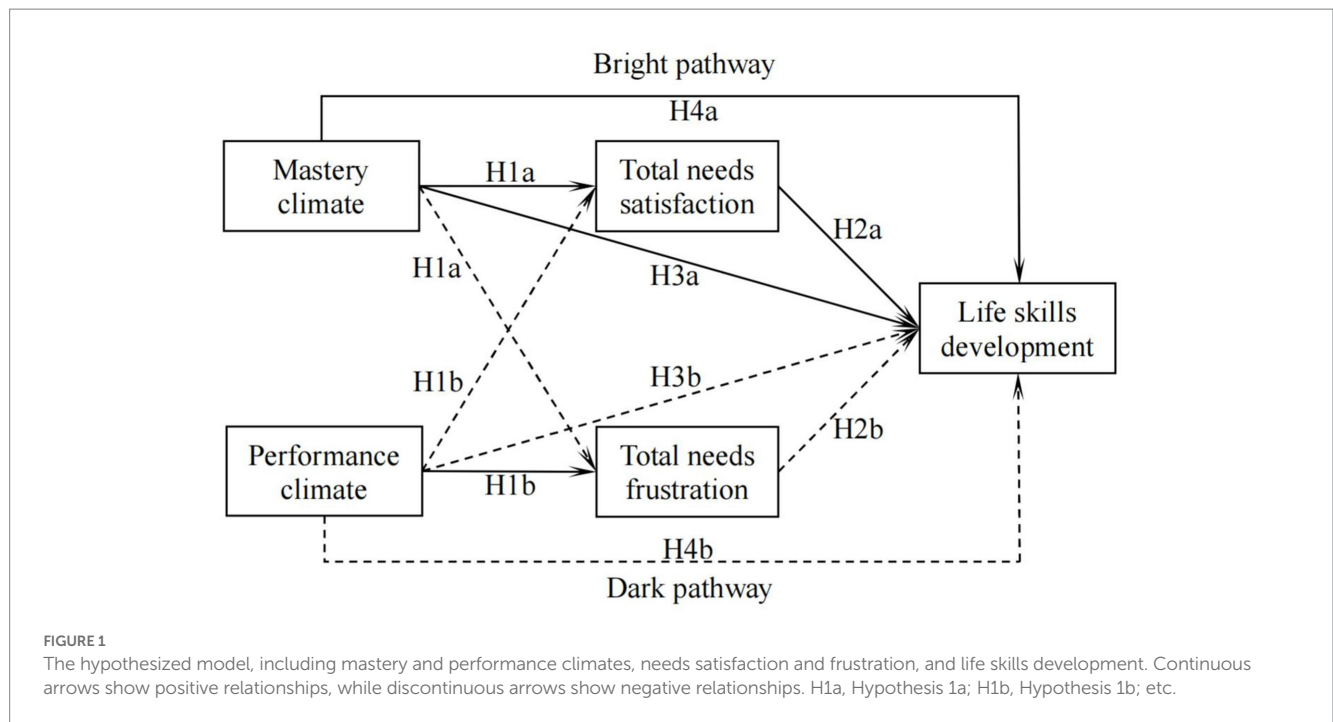 Bright pathway
H4a
Mastery
climate
H1a
Total needs
satisfaction
H2a
H1a
H3a
Life skills
development
H1b
H3b
H2b
Performance
climate
H1b
Total needs
frustration
H4b
Dark pathway
FIGURE 1
The hypothesized model, including mastery and performance climates, needs satisfaction and frustration, and life skills development. Continuous
arrows show positive relationships, while discontinuous arrows show negative relationships. H1a, Hypothesis 1a; H1b, Hypothesis 1b; etc.